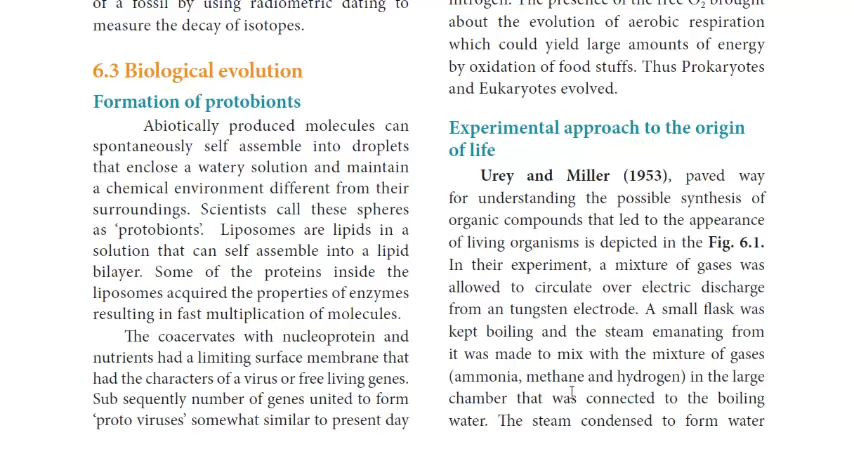 of a fossil by using radiometric dating to
measure the decay of isotopes.
6.3 Biological evolution
Formation of protobionts
Abiotically produced molecules can
spontaneously self assemble into droplets
that enclose a watery solution and maintain
a chemical environment different from their
surroundings. Scientists call these spheres
as ‘protobionts’. Liposomes are lipids in a
solution that can self assemble into a lipid
bilayer. Some of the proteins inside the
liposomes acquired the properties of enzymes
resulting in fast multiplication of molecules.
The coacervates with nucleoprotein and
nutrients had a limiting surface membrane that
had the characters of a virus or free living genes.
Sub sequently number of genes united to form
‘proto viruses’ somewhat similar to present day
nitrogen. The presence of the free O₂ brought
about the evolution of aerobic respiration
which could yield large amounts of energy
by oxidation of food stuffs. Thus Prokaryotes
and Eukaryotes evolved.
Experimental approach to the origin
of life
Urey and Miller (1953), paved way
for understanding the possible synthesis of
organic compounds that led to the appearance
of living organisms is depicted in the Fig. 6.1.
In their experiment, a mixture of gases was
allowed to circulate over electric discharge
from an tungsten electrode. A small flask was
kept boiling and the steam emanating from
it was made to mix with the mixture of gases
(ammonia, methane and hydrogen) in the large
chamber that was connected to the boiling
water. The steam condensed to form water